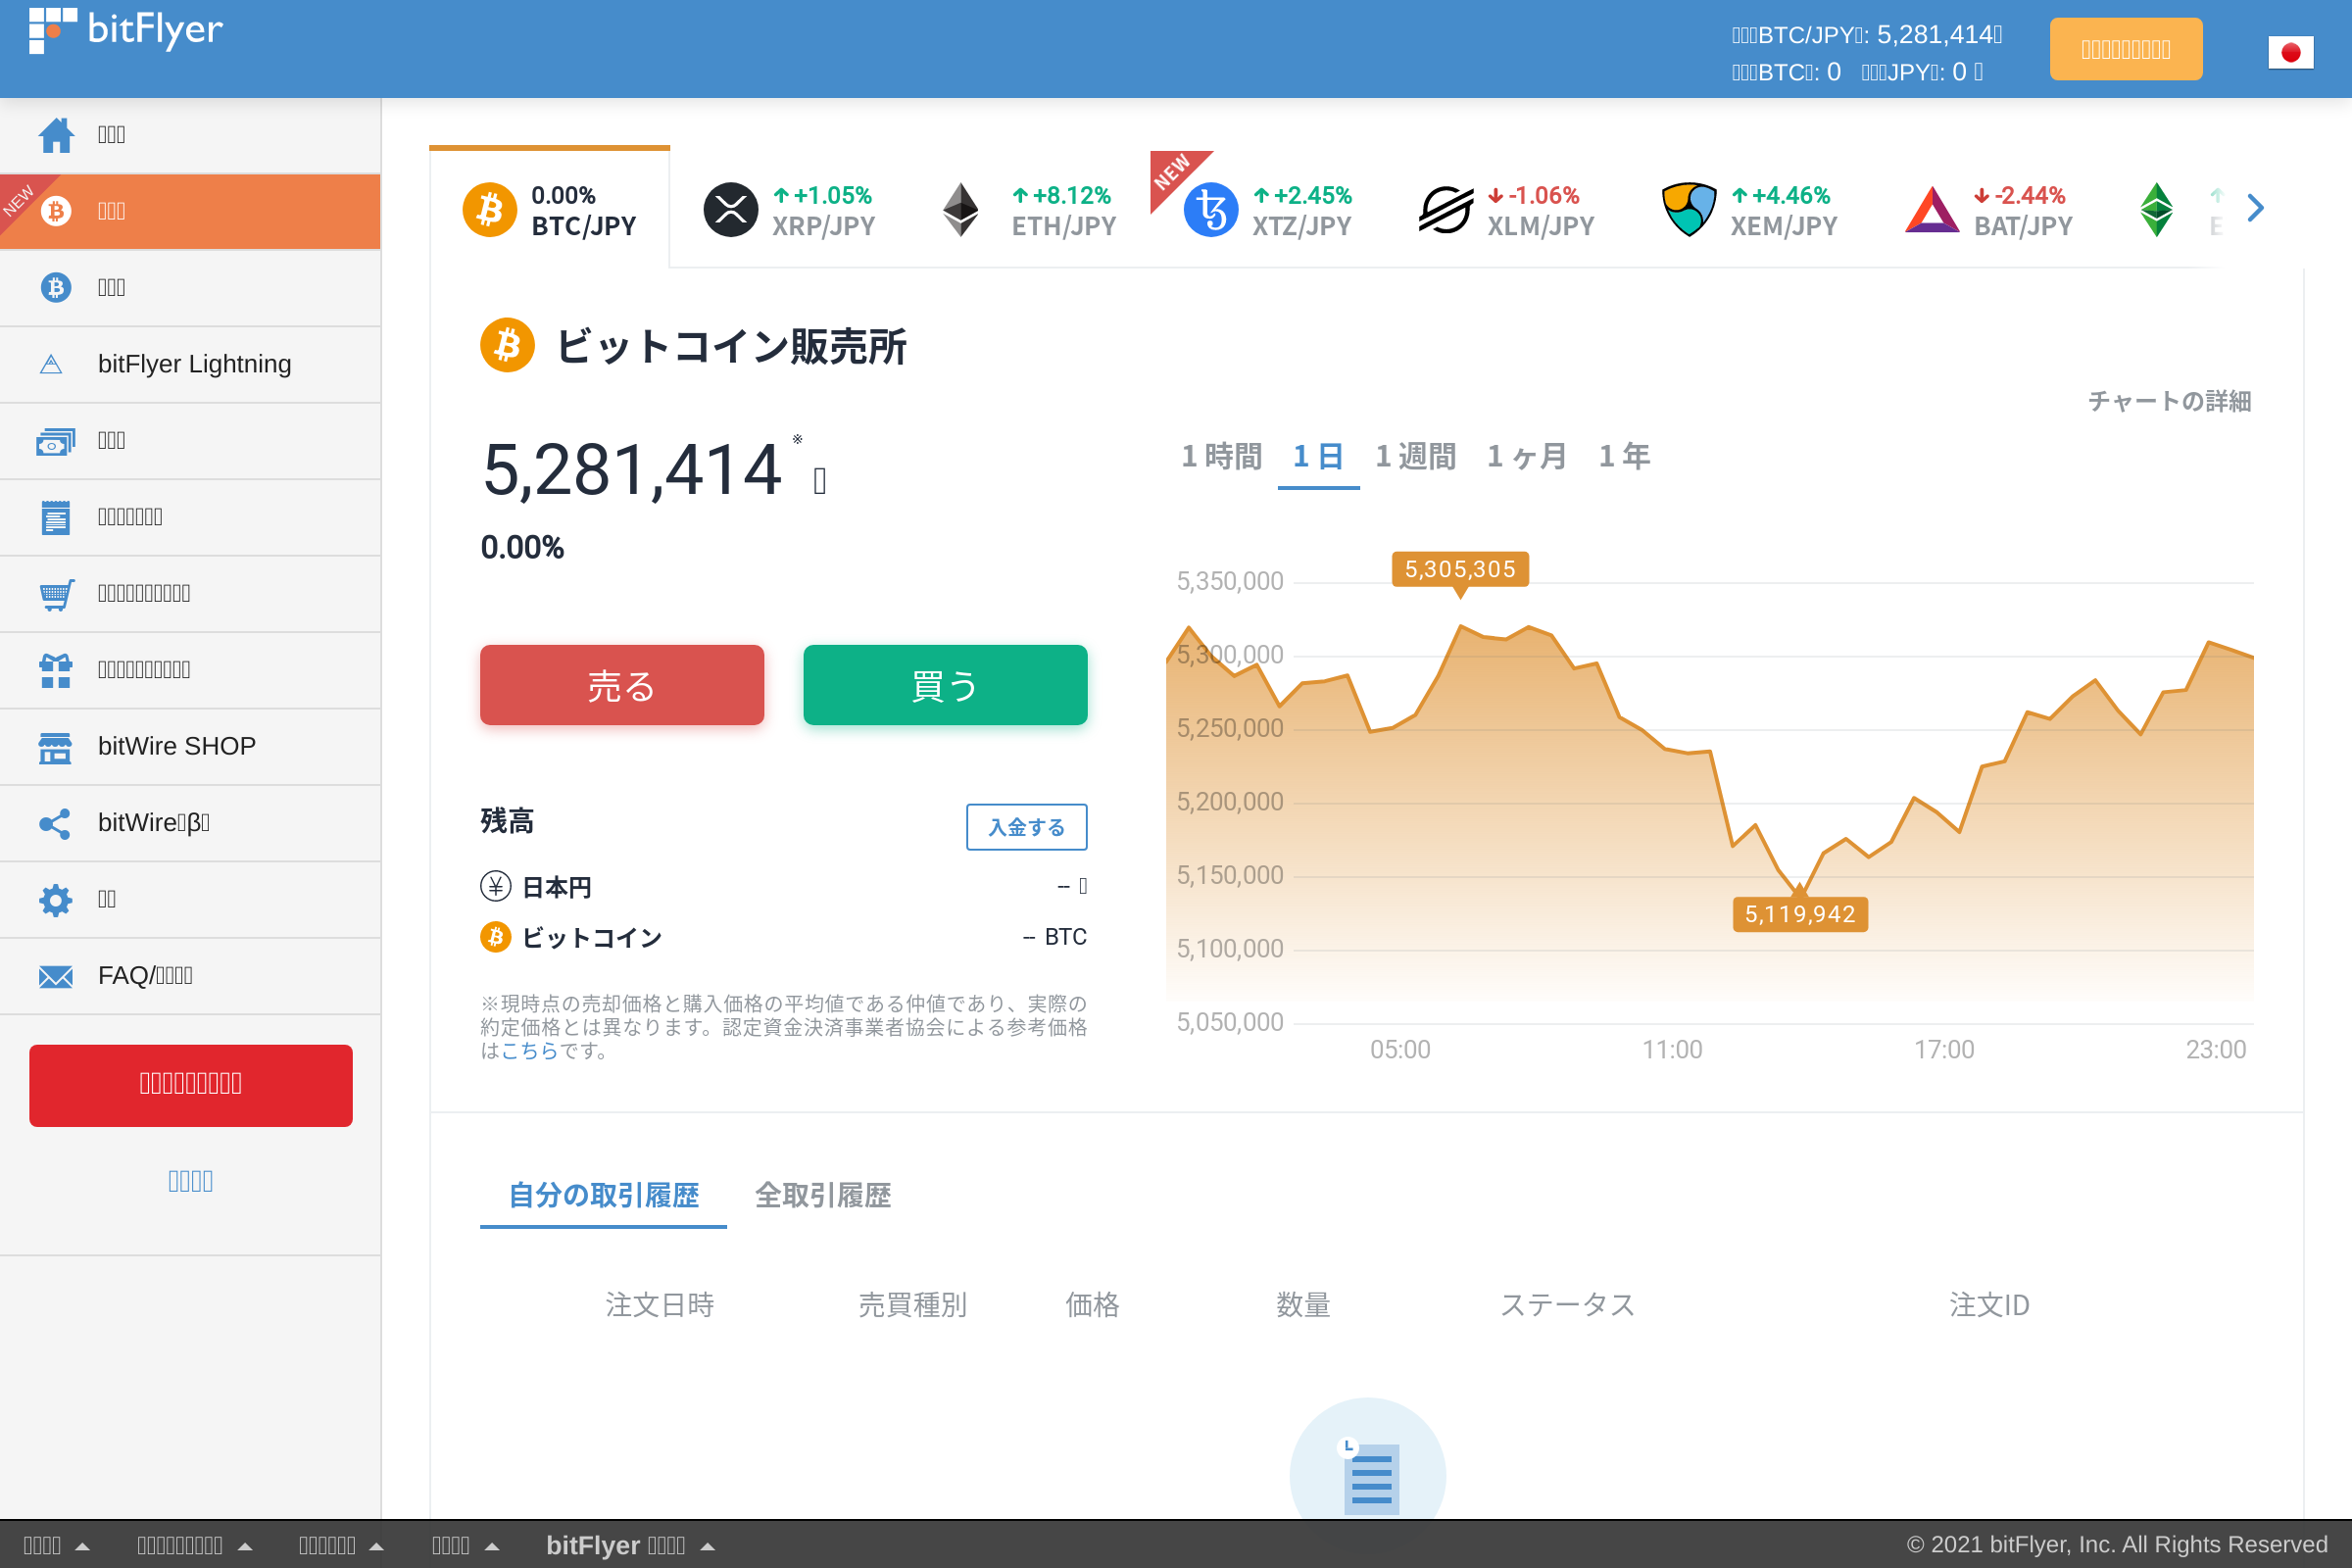 bitFlyer
BTC/JPY: 5,281,414
BTC: 0 JPY: 0
NEW
bitFlyer Lightning
bitWire SHOP
bitWire β
FAQ/
0.00%
BTC/JPY
+1.05%
XRP/JPY
+8.12%
ETH/JPY
NEW
+2.45%
XTZ/JPY
-1.06%
XLM/JPY
+4.46%
XEM/JPY
-2.44%
BAT/JPY
ビットコイン販売所
チャートの詳細
5,281,414 ※
0.00%
1 時間 1 日 1 週間 1 ヶ月 1 年
売る 買う
残高 入金する
日本円 --
ビットコイン -- BTC
※現時点の売却価格と購入価格の平均値である仲値であり、実際の
約定価格とは異なります。認定資金決済事業者協会による参考価格
はこちらです。
5,305,305
5,350,000
5,300,000
5,250,000
5,200,000
5,150,000
5,119,942
5,100,000
5,050,000
05:00 11:00 17:00 23:00
自分の取引履歴 全取引履歴
注文日時 売買種別 価格 数量 ステータス 注文ID
bitFlyer
© 2021 bitFlyer, Inc. All Rights Reserved